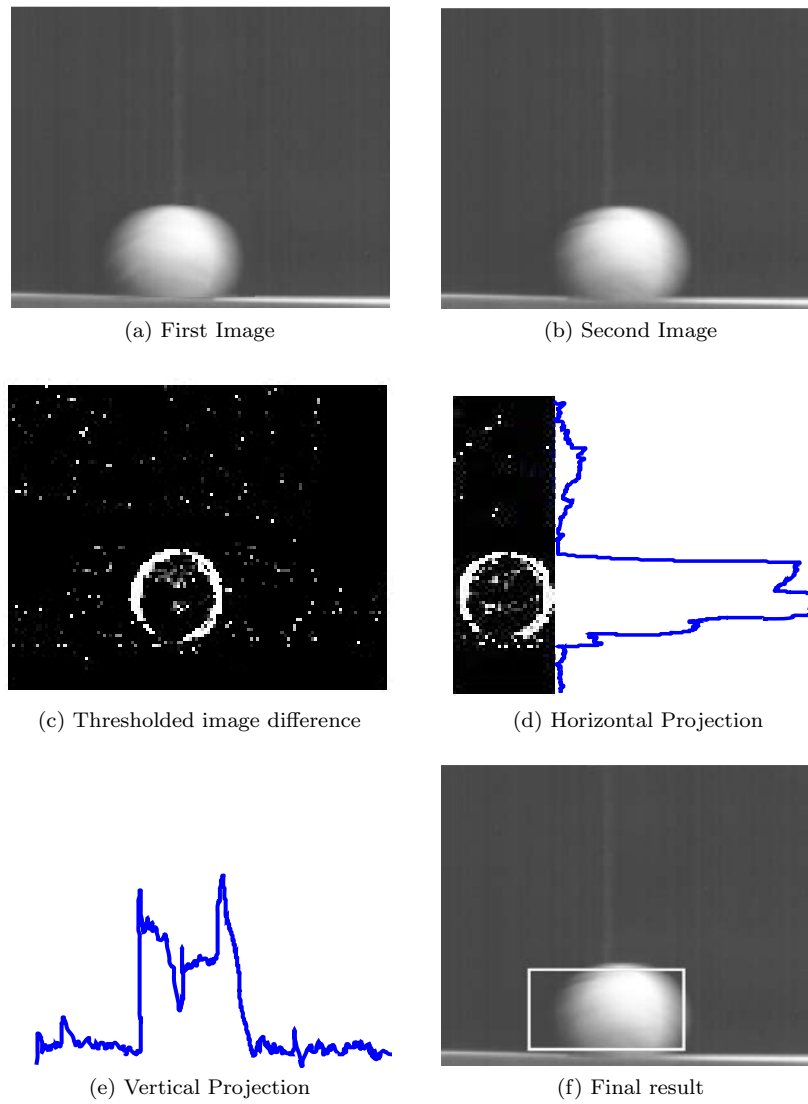 (a) First Image
(b) Second Image
(c) Thresholded image difference
(d) Horizontal Projection
(e) Vertical Projection
(f) Final result